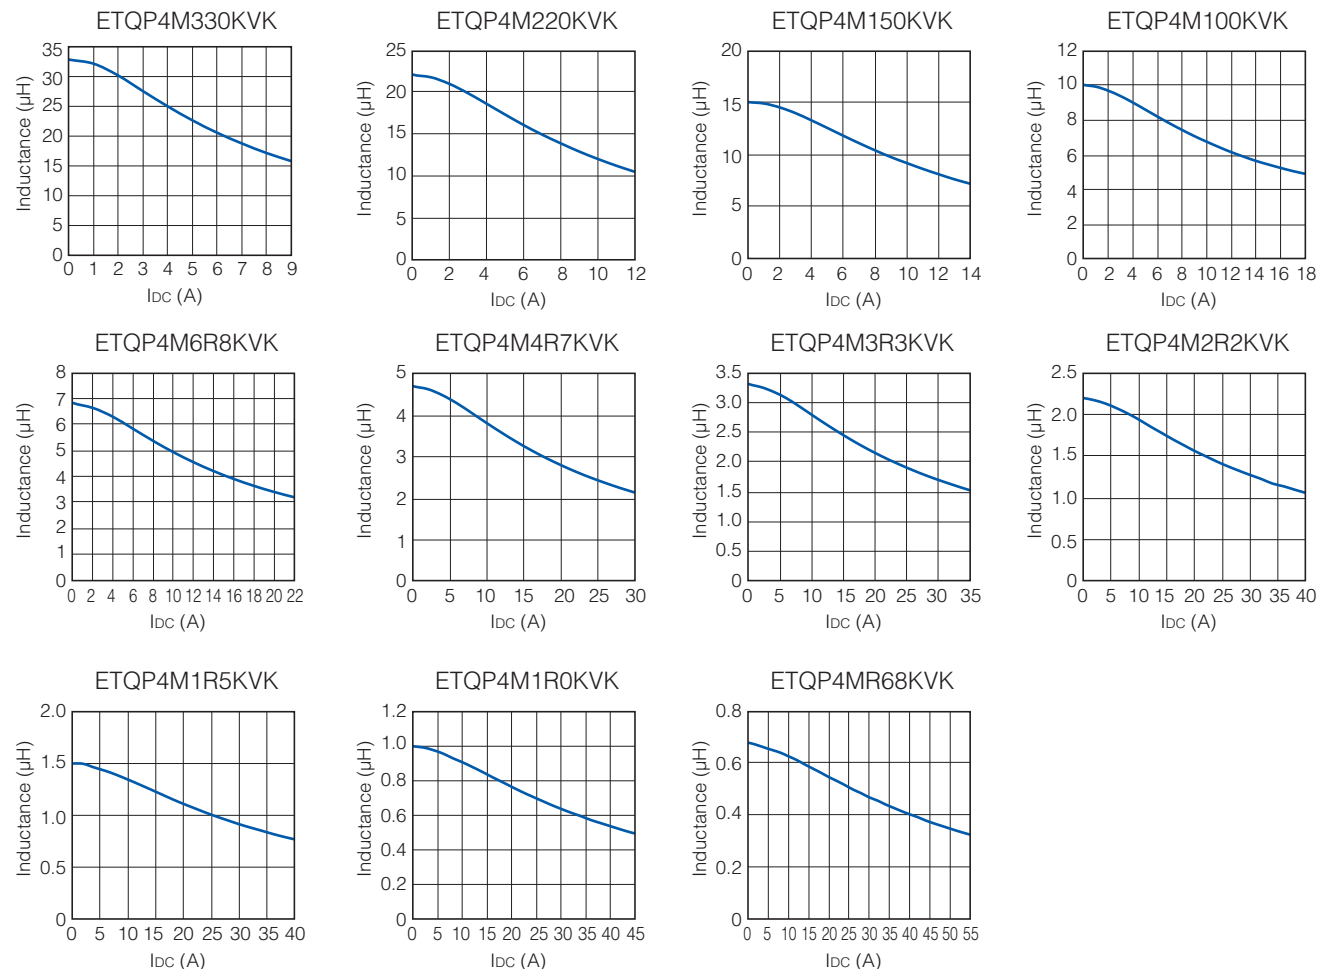 ETQP4M330KVK
Inductance (µH)
35
30
25
20
15
10
5
0
0 1 2 3 4 5 6 7 8 9
IDC (A)
ETQP4M220KVK
Inductance (µH)
25
20
15
10
5
0
0 2 4 6 8 10 12
IDC (A)
ETQP4M150KVK
Inductance (µH)
20
15
10
5
0
0 2 4 6 8 10 12 14
IDC (A)
ETQP4M100KVK
Inductance (µH)
12
10
8
6
4
2
0
0 2 4 6 8 10 12 14 16 18
IDC (A)
ETQP4M6R8KVK
Inductance (µH)
8
7
6
5
4
3
2
1
0
0 2 4 6 8 10 12 14 16 18 20 22
IDC (A)
ETQP4M4R7KVK
Inductance (µH)
5
4
3
2
1
0
0 5 10 15 20 25 30
IDC (A)
ETQP4M3R3KVK
Inductance (µH)
3.5
3.0
2.5
2.0
1.5
1.0
0.5
0
0 5 10 15 20 25 30 35
IDC (A)
ETQP4M2R2KVK
Inductance (µH)
2.5
2.0
1.5
1.0
0.5
0
0 5 10 15 20 25 30 35 40
IDC (A)
ETQP4M1R5KVK
Inductance (µH)
2.0
1.5
1.0
0.5
0
0 5 10 15 20 25 30 35 40
IDC (A)
ETQP4M1R0KVK
Inductance (µH)
1.2
1.0
0.8
0.6
0.4
0.2
0
0 5 10 15 20 25 30 35 40 45
IDC (A)
ETQP4MR68KVK
Inductance (µH)
0.8
0.6
0.4
0.2
0
0 5 10 15 20 25 30 35 40 45 50 55
IDC (A)